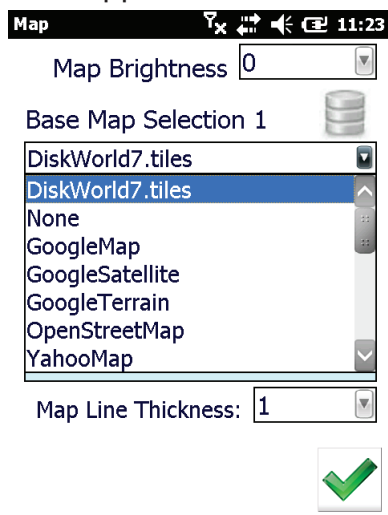 Map 11:23
Map Brightness 0
Base Map Selection 1
DiskWorld7.tiles
DiskWorld7.tiles
None
GoogleMap
GoogleSatellite
GoogleTerrain
OpenStreetMap
YahooMap
Map Line Thickness: 1